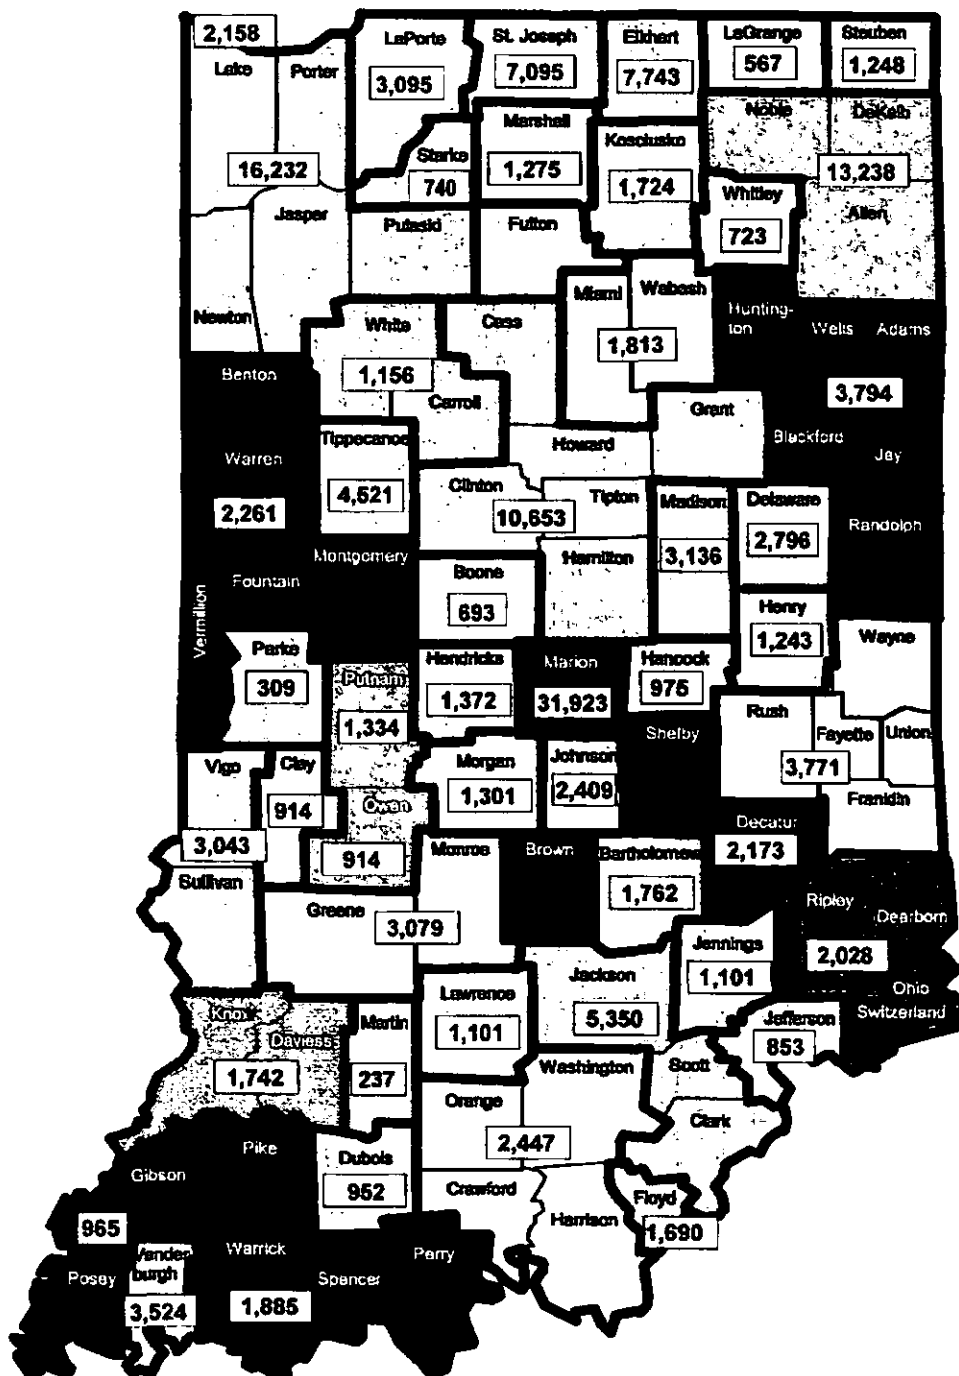 2,158
Lake
Porter
LaPorte
3,095
St. Joseph
7,095
Elkhart
7,743
LaGrange
567
Steuben
1,248
Noble
DeKalb
13,238
Allen
Marshall
1,275
Kosciusko
1,724
Starke
740
16,232
Whitley
723
Jasper
Pulaski
Fulton
Newton
White
1,156
Cass
Miami
Wabash
1,813
Hunting-
ton
Wells
Adams
3,794
Benton
Carroll
Grant
Blackford
Jay
Tippecanoe
4,521
Howard
Warren
2,261
Clinton
Tipton
10,653
Madison
3,136
Delaware
2,796
Randolph
Montgomery
Hamilton
Fountain
Boone
693
Henry
1,243
Vermillion
Wayne
Parke
309
Putnam
1,334
Hendricks
1,372
Marion
31,923
Hancock
975
Rush
Fayette
Union
3,771
Shelby
Vigo
Clay
914
Morgan
1,301
Johnson
2,409
Franklin
Owen
914
3,043
Decatur
2,173
Monroe
Brown
Bartholomew
1,762
Sullivan
Ripley
Dearborn
2,028
Greene
3,079
Jennings
1,101
Jackson
5,350
Ohio
Lawrence
1,101
Switzerland
Knox
Daviess
1,742
Martin
237
Jefferson
853
Washington
Scott
Orange
2,447
Clark
Pike
Gibson
Dubois
952
Crawford
Floyd
1,690
Harrison
965
Warrick
Perry
Posey
Vander
burgh
3,524
Spencer
1,885